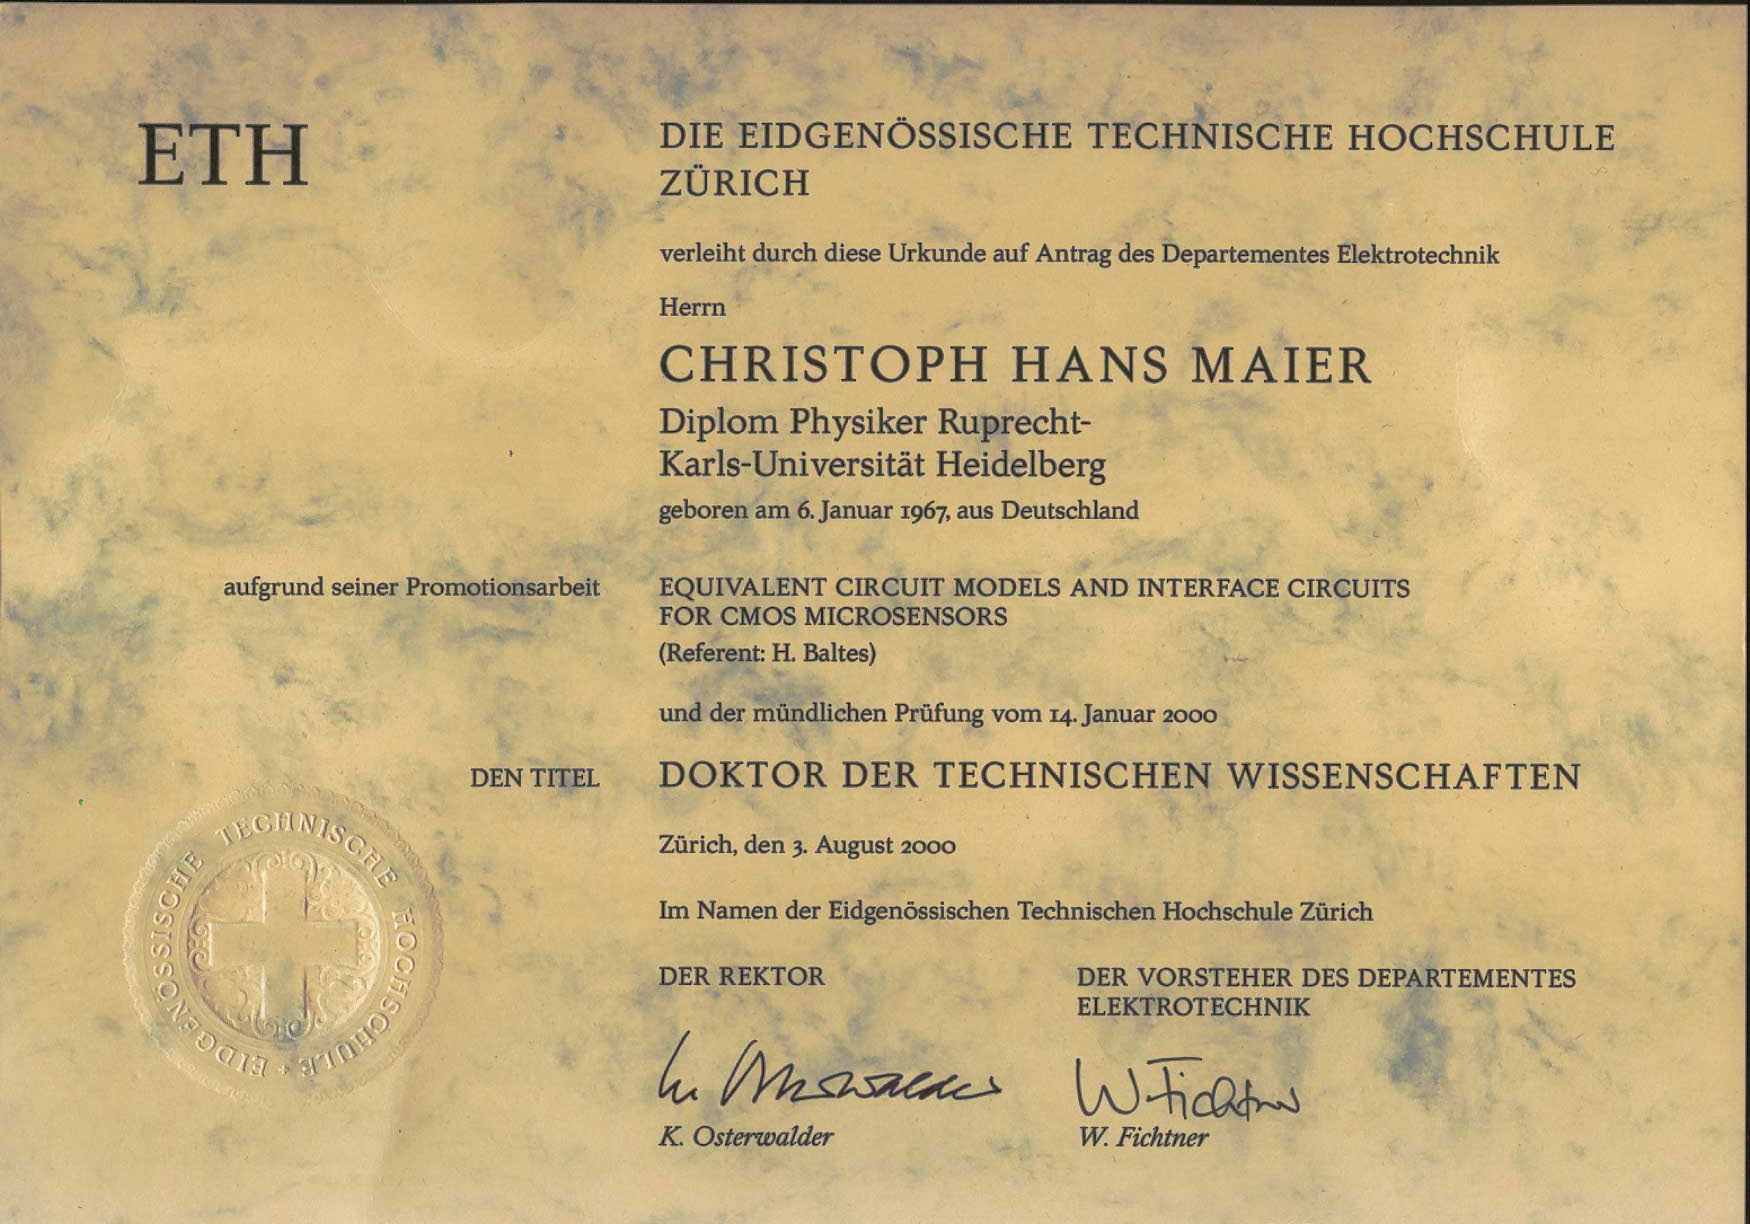 ETH
DIE EIDGENÖSSISCHE TECHNISCHE HOCHSCHULE
ZÜRICH
verleiht durch diese Urkunde auf Antrag des Departementes Elektrotechnik
Herrn
CHRISTOPH HANS MAIER
Diplom Physiker Ruprecht-
Karls-Universität Heidelberg
geboren am 6. Januar 1967, aus Deutschland
aufgrund seiner Promotionsarbeit
EQUIVALENT CIRCUIT MODELS AND INTERFACE CIRCUITS
FOR CMOS MICROSENSORS
(Referent: H. Baltes)
und der mündlichen Prüfung vom 14. Januar 2000
DEN TITEL
DOKTOR DER TECHNISCHEN WISSENSCHAFTEN
Zürich, den 3. August 2000
Im Namen der Eidgenössischen Technischen Hochschule Zürich
DER REKTOR
DER VORSTEHER DES DEPARTEMENTES
ELEKTROTECHNIK
K. Osterwalder
W. Fichtner
W. Fichtner
EIDGENÖSSISCHE TECHNISCHE HOCHSCHULE